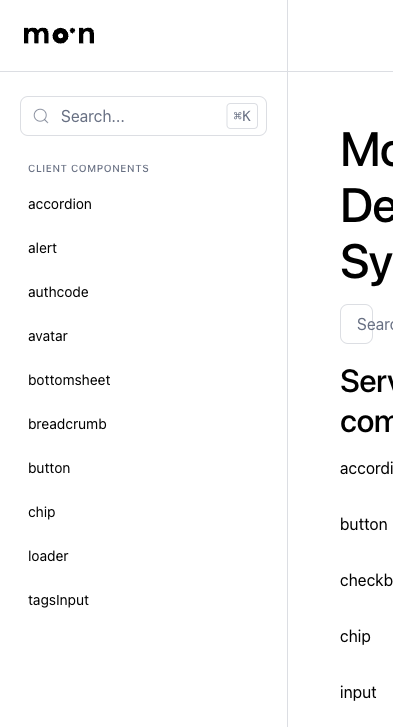 mo•n
Search...
⌘K
CLIENT COMPONENTS
accordion
alert
authcode
avatar
bottomsheet
breadcrumb
button
chip
loader
tagsInput
Mo
De
Sy
Sear
Serv
com
accordi
button
checkb
chip
input